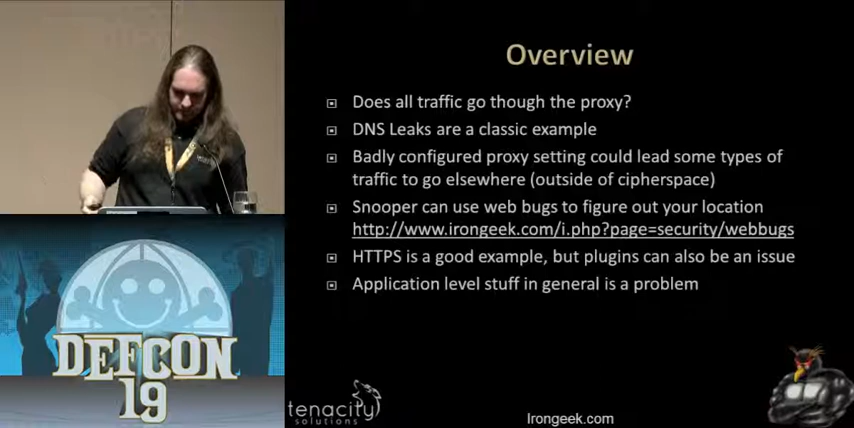 Overview
Does all traffic go though the proxy?
DNS Leaks are a classic example
Badly configured proxy setting could lead some types of
traffic to go elsewhere (outside of cipherspace)
Snooper can use web bugs to figure out your location
http://www.irongeek.com/i.php?page=security/webbugs
HTTPS is a good example, but plugins can also be an issue
Application level stuff in general is a problem
DEFCON
19
tenacity
solutions
Irongeek.com